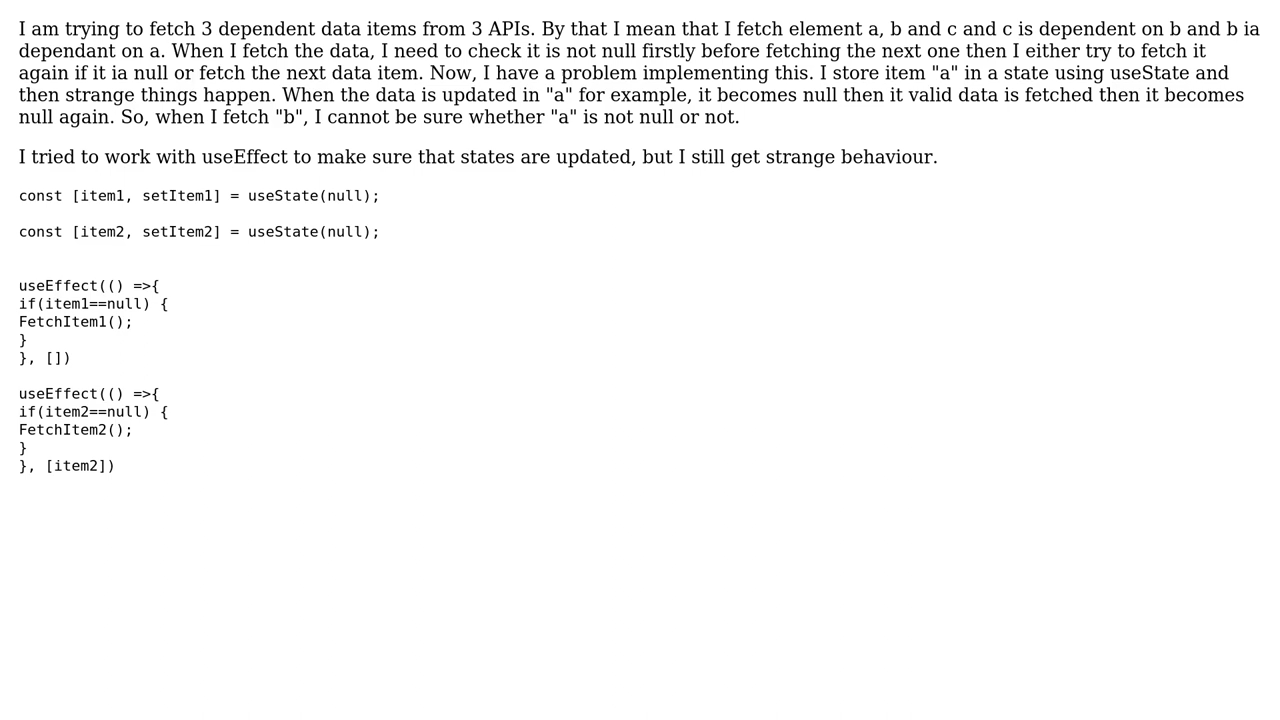 I am trying to fetch 3 dependent data items from 3 APIs. By that I mean that I fetch element a, b and c and c is dependent on b and b ia
dependant on a. When I fetch the data, I need to check it is not null firstly before fetching the next one then I either try to fetch it
again if it ia null or fetch the next data item. Now, I have a problem implementing this. I store item "a" in a state using useState and
then strange things happen. When the data is updated in "a" for example, it becomes null then it valid data is fetched then it becomes
null again. So, when I fetch "b", I cannot be sure whether "a" is not null or not.
I tried to work with useEffect to make sure that states are updated, but I still get strange behaviour.
const [item1, setItem1] = useState(null);
const [item2, setItem2] = useState(null);
useEffect(() =>{
if(item1==null) {
FetchItem1();
}
}, [])
useEffect(() =>{
if(item2==null) {
FetchItem2();
}
}, [item2])